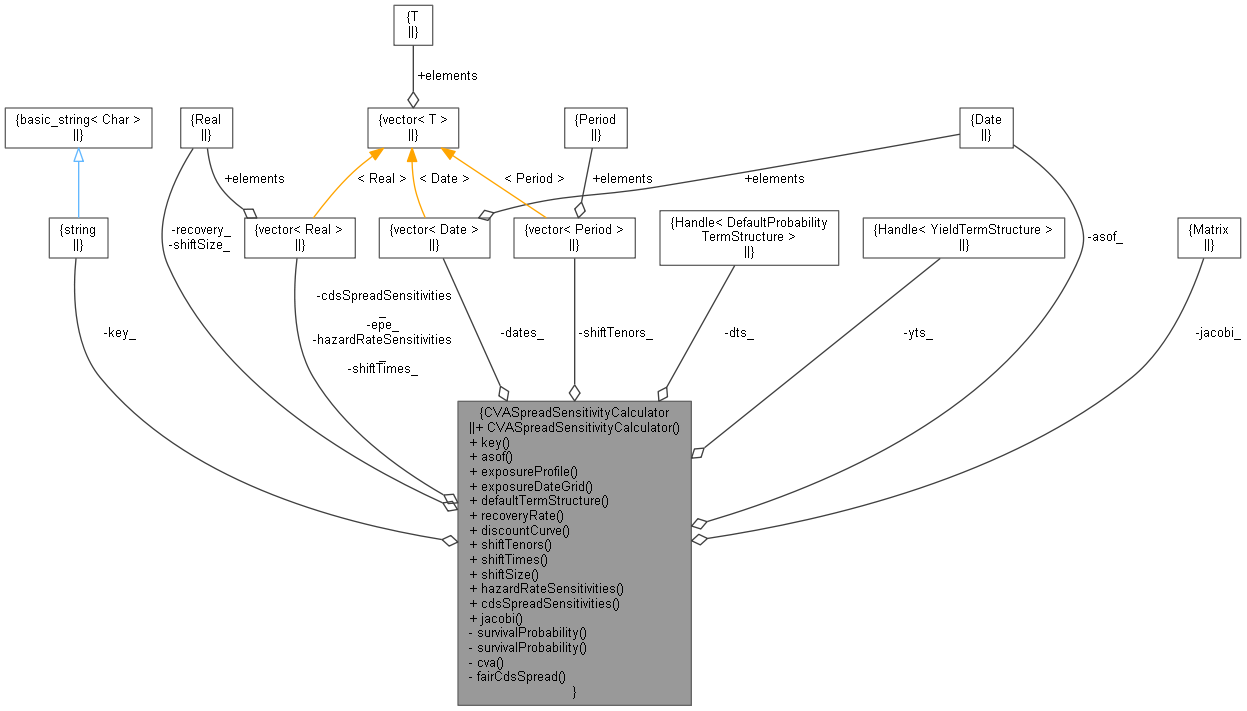 {T
||}
+elements
{basic_string< Char >
||}
{Real
||}
{vector< T >
||}
{Period
||}
{Date
||}
+elements
< Real >
< Date >
< Period >
+elements
+elements
{string
||}
-recovery_
-shiftSize_
{vector< Real >
||}
{vector< Date >
||}
{vector< Period >
||}
{Handle< DefaultProbability
TermStructure >
||}
{Handle< YieldTermStructure >
||}
-asof_
{Matrix
||}
-key_
-cdsSpreadSensitivities
_
-epe_
-hazardRateSensitivities
_
-shiftTimes_
-dates_
-shiftTenors_
-dts_
-yts_
-jacobi_
{CVASpreadSensitivityCalculator
||+ CVASpreadSensitivityCalculator()
+ key()
+ asof()
+ exposureProfile()
+ exposureDateGrid()
+ defaultTermStructure()
+ recoveryRate()
+ discountCurve()
+ shiftTenors()
+ shiftTimes()
+ shiftSize()
+ hazardRateSensitivities()
+ cdsSpreadSensitivities()
+ jacobi()
- survivalProbability()
- survivalProbability()
- cva()
- fairCdsSpread()
}